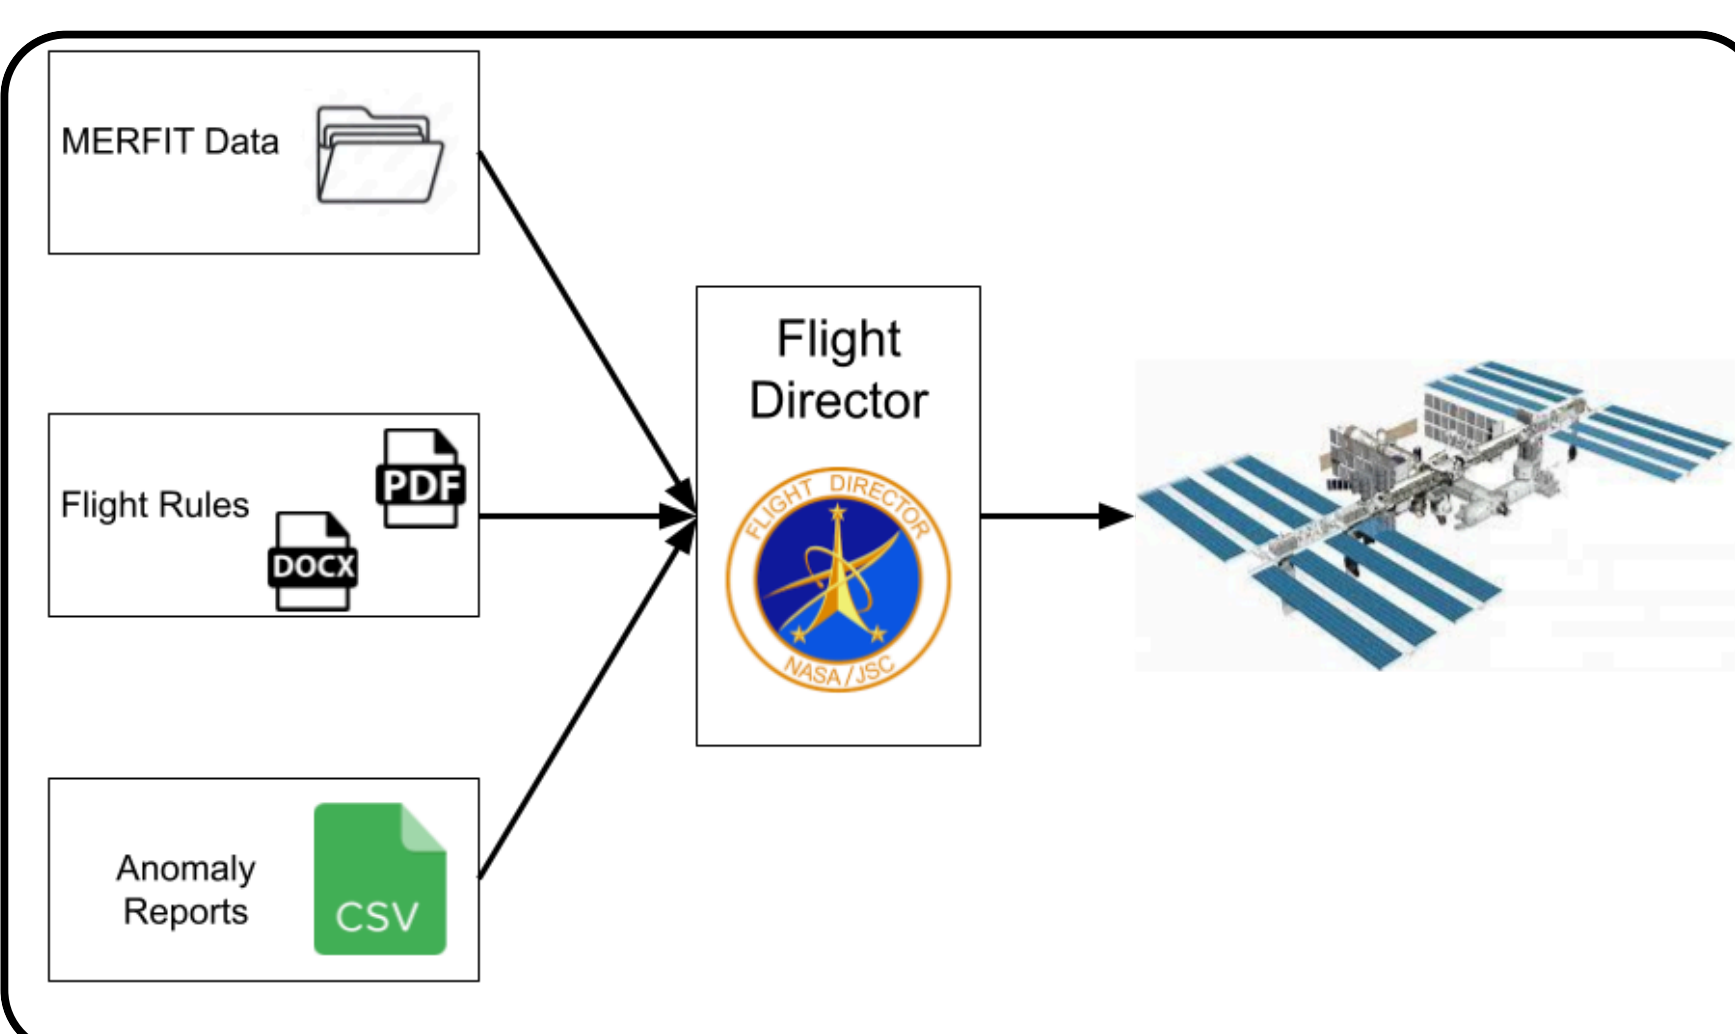 MERFIT Data
Flight Rules
PDF
DOCX
Anomaly
Reports
CSV
Flight
Director
FLIGHT DIRECTOR
NASA/JSC